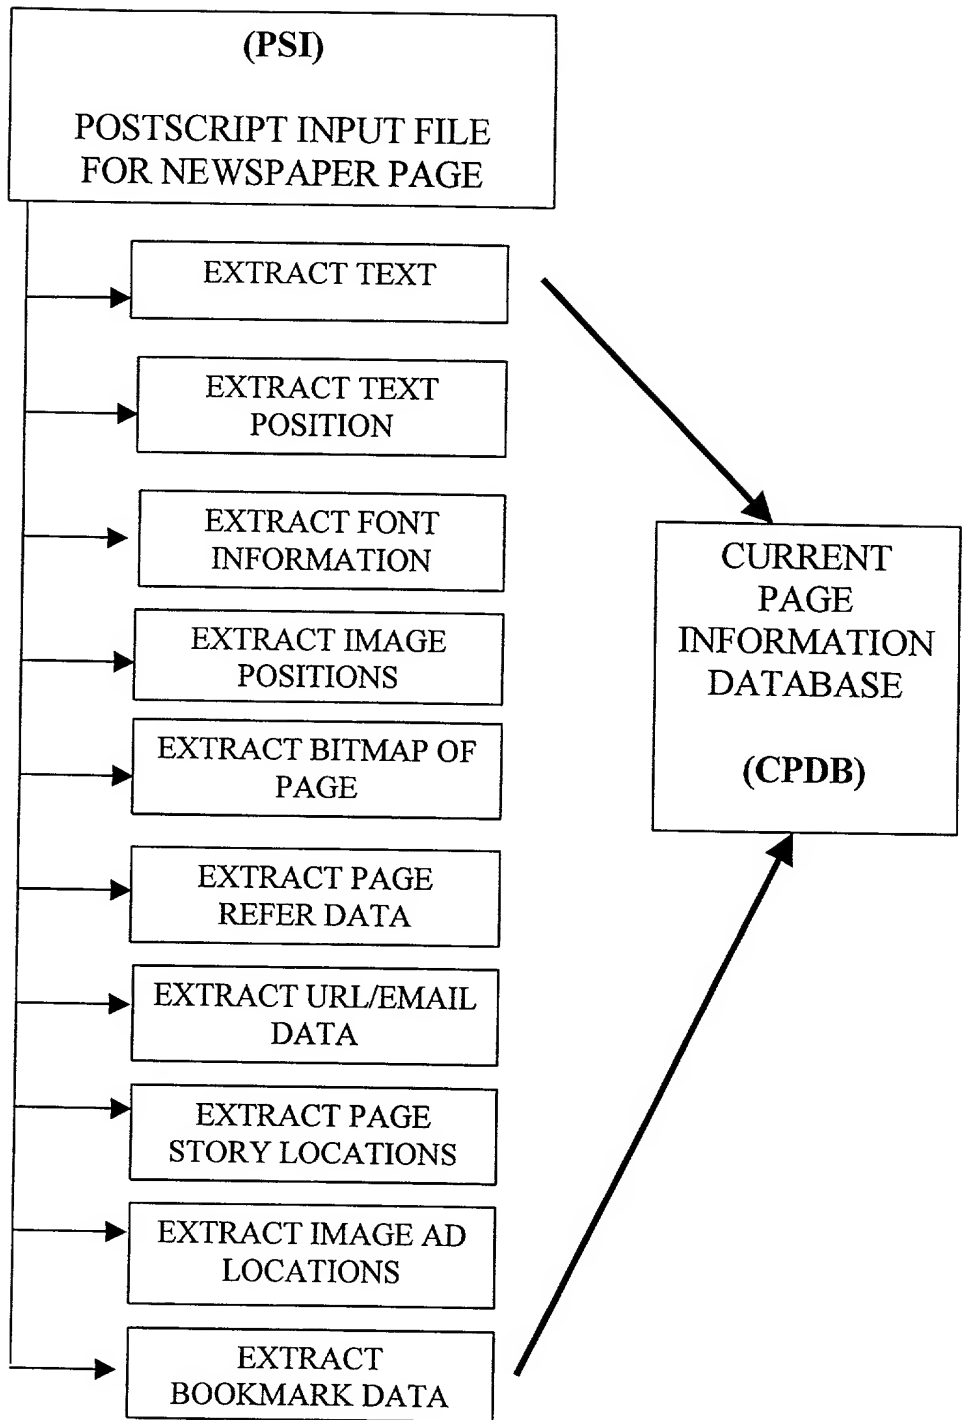 (PSI)
POSTSCRIPT INPUT FILE
FOR NEWSPAPER PAGE
EXTRACT TEXT
EXTRACT TEXT
POSITION
EXTRACT FONT
INFORMATION
EXTRACT IMAGE
POSITIONS
EXTRACT BITMAP OF
PAGE
EXTRACT PAGE
REFER DATA
EXTRACT URL/EMAIL
DATA
EXTRACT PAGE
STORY LOCATIONS
EXTRACT IMAGE AD
LOCATIONS
EXTRACT
BOOKMARK DATA
CURRENT
PAGE
INFORMATION
DATABASE
(CPDB)